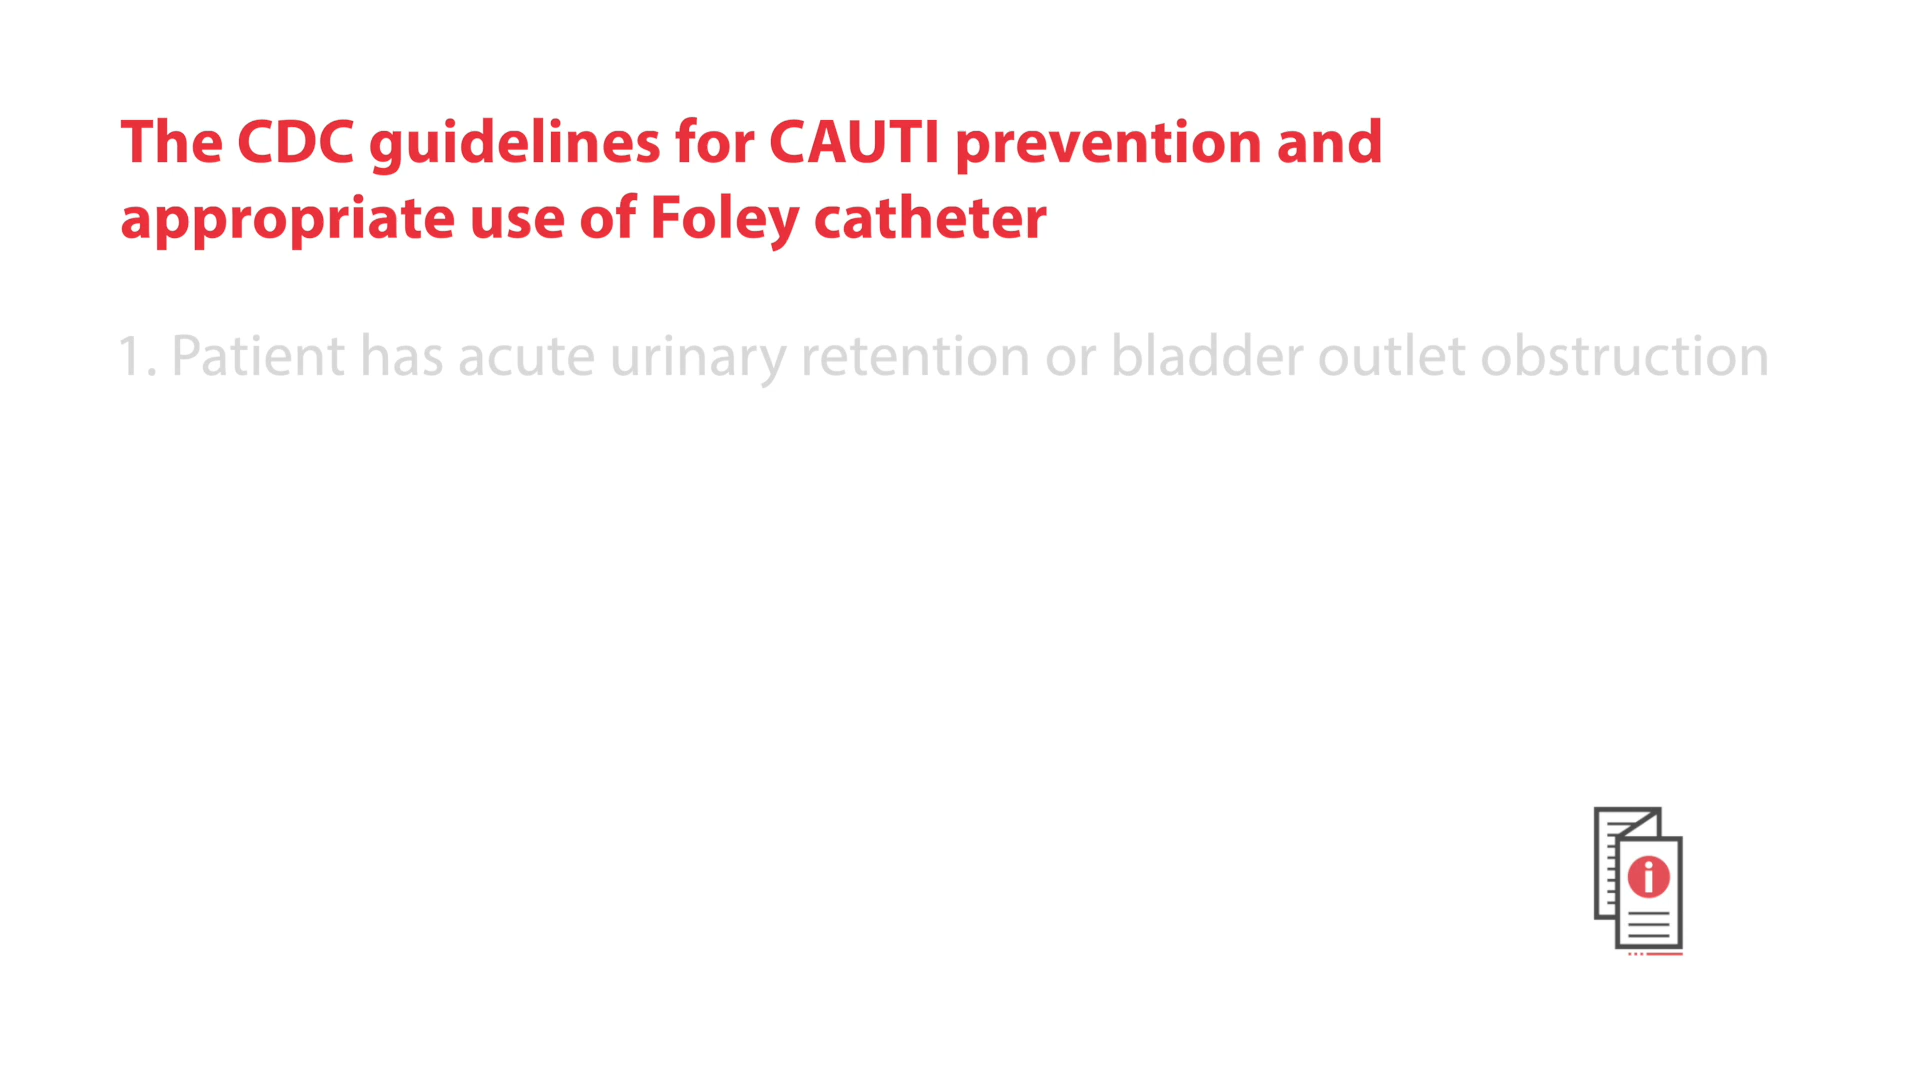 The CDC guidelines for CAUTI prevention and
appropriate use of Foley catheter
1. Patient has acute urinary retention or bladder outlet obstruction
i